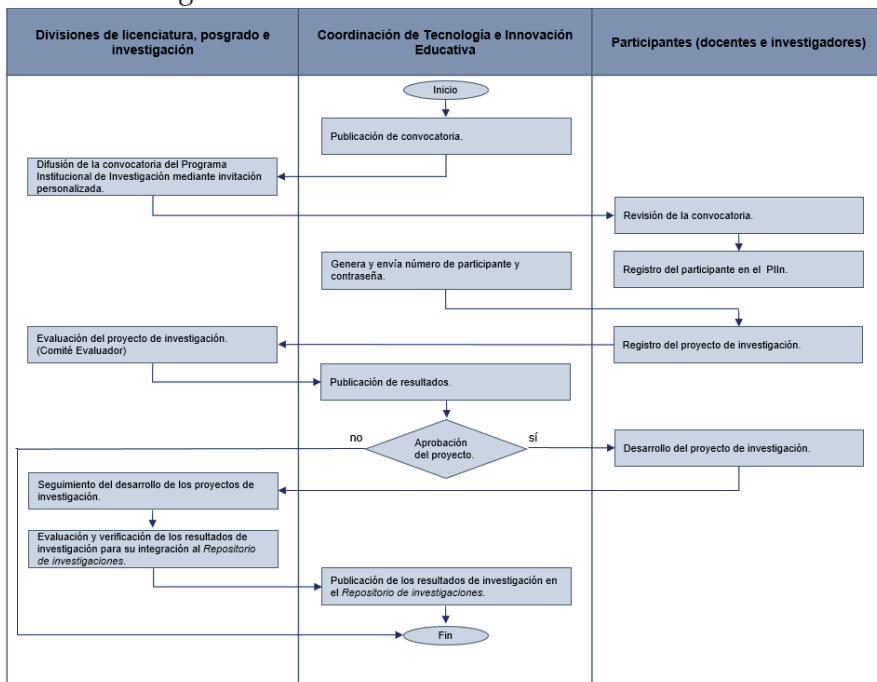 Divisiones de licenciatura, posgrado e
investigación
Coordinación de Tecnología e Innovación
Educativa
Participantes (docentes e investigadores)
Inicio
Publicación de convocatoria.
Difusión de la convocatoria del Programa
Institucional de Investigación mediante invitación
personalizada.
Revisión de la convocatoria.
Genera y envía número de participante y
contraseña.
Registro del participante en el PIIn.
Evaluación del proyecto de investigación.
(Comité Evaluador)
Registro del proyecto de investigación.
Publicación de resultados.
no
Aprobación
del proyecto.
sí
Desarrollo del proyecto de investigación.
Seguimiento del desarrollo de los proyectos de
investigación.
Evaluación y verificación de los resultados de
investigación para su integración al Repositorio
de investigaciones.
Publicación de los resultados de investigación en
el Repositorio de investigaciones.
Fin